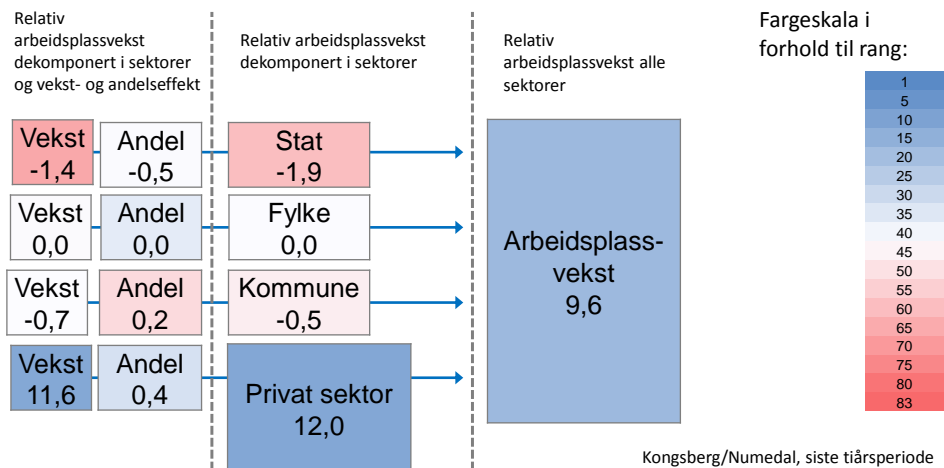 Relativ
arbeidsplassvekst
dekomponert i sektorer
og vekst- og andelseffekt
Relativ arbeidsplassvekst
dekomponert i sektorer
Relativ
arbeidsplassvekst alle
sektorer
Fargeskala i
forhold til rang:
Vekst
-1,4
Andel
-0,5
Stat
-1,9
Vekst
0,0
Andel
0,0
Fylke
0,0
Vekst
-0,7
Andel
0,2
Kommune
-0,5
Vekst
11,6
Andel
0,4
Privat sektor
12,0
Arbeidsplass-
vekst
9,6
1
5
10
15
20
25
30
35
40
45
50
55
60
65
70
75
80
83
Kongsberg/Numedal, siste tiårsperiode